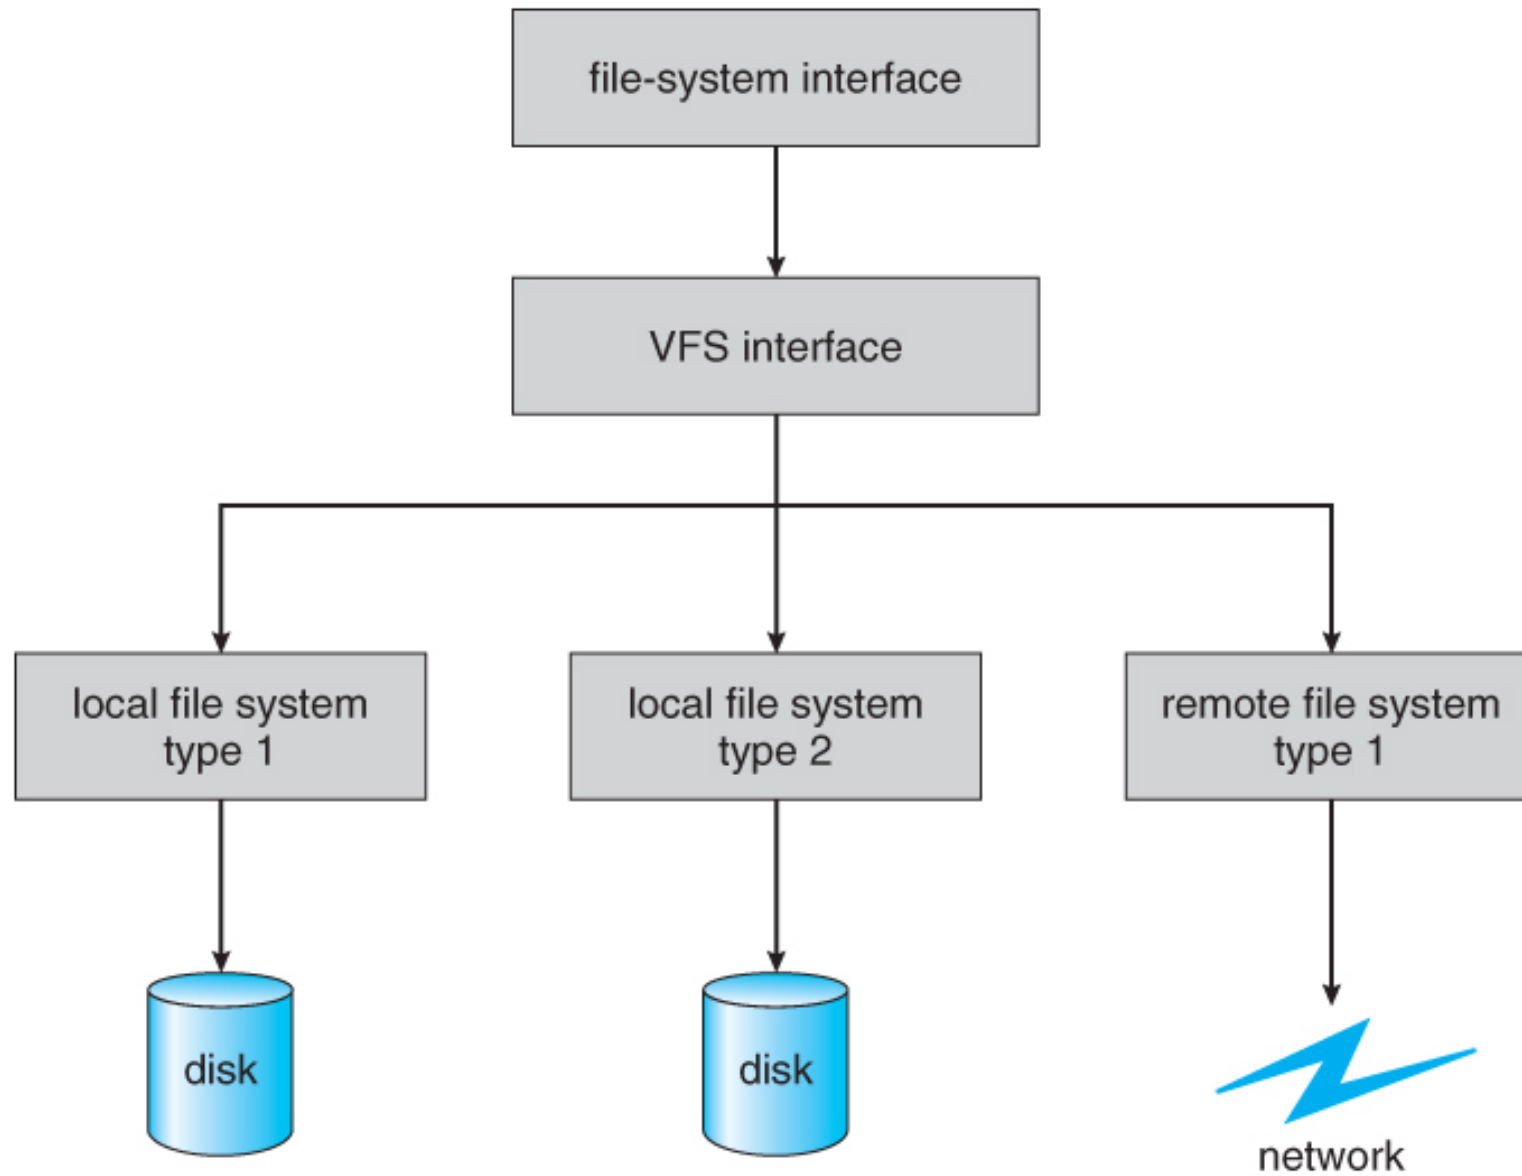 file-system interface
VFS interface
local file system
type 1
local file system
type 2
remote file system
type 1
disk
disk
network